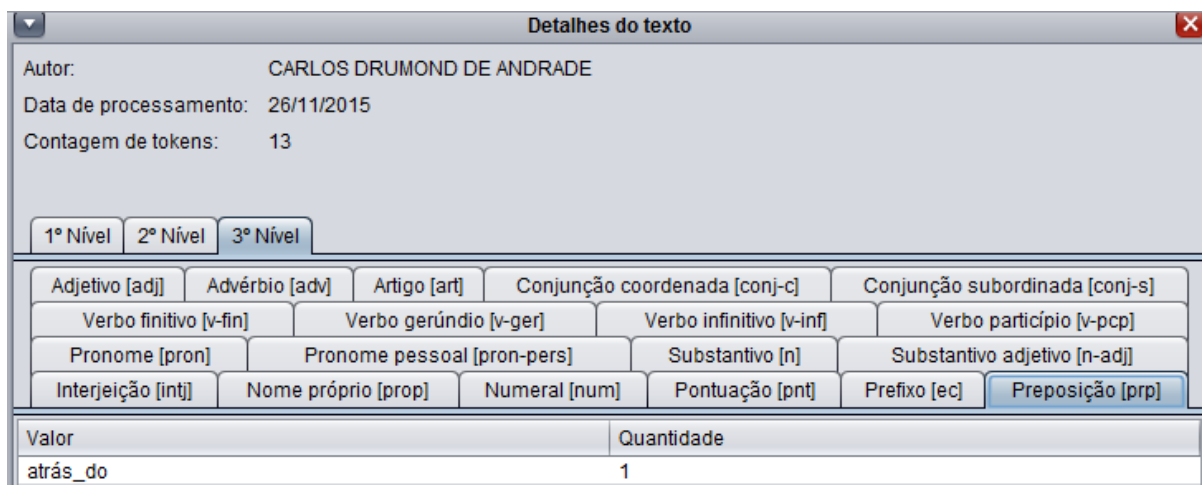 Detalhes do texto
Autor: CARLOS DRUMOND DE ANDRADE
Data de processamento: 26/11/2015
Contagem de tokens: 13
1º Nível 2º Nível 3º Nível
Adjetivo [adj] Advérbio [adv] Artigo [art] Conjunção coordenada [conj-c] Conjunção subordinada [conj-s]
Verbo finitivo [v-fin] Verbo gerúndio [v-ger] Verbo infinitivo [v-inf] Verbo particípio [v-pcp]
Pronome [pron] Pronome pessoal [pron-pers] Substantivo [n] Substantivo adjetivo [n-adj]
Interjeição [intj] Nome próprio [prop] Numeral [num] Pontuação [pnt] Prefixo [ec] Preposição [prp]
Valor Quantidade
atrás_do 1